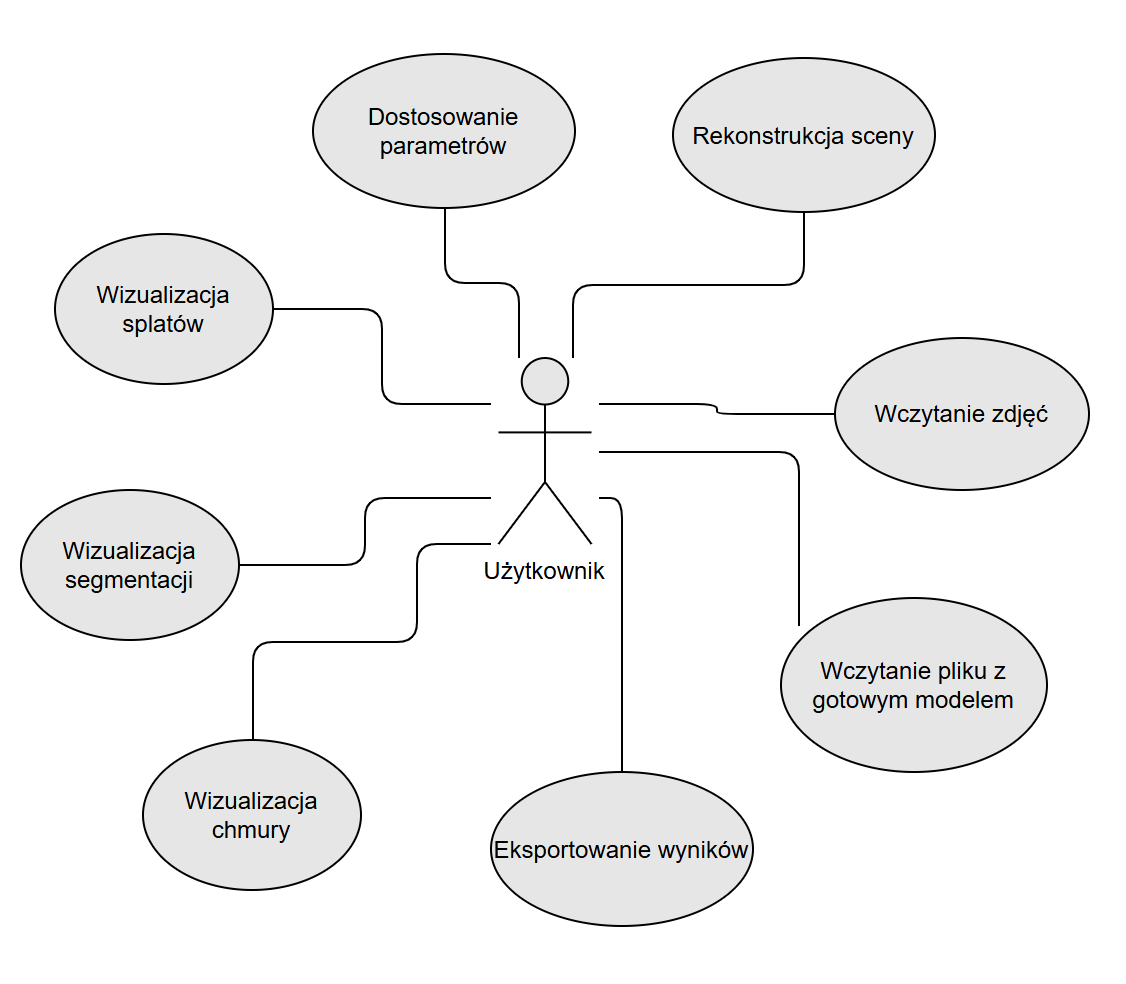 Dostosowanie
parametrów
Rekonstrukcja sceny
Wizualizacja
splatów
Wczytanie zdjęć
Wizualizacja
segmentacji
Użytkownik
Wczytanie pliku z
gotowym modelem
Wizualizacja
chmury
Eksportowanie wyników